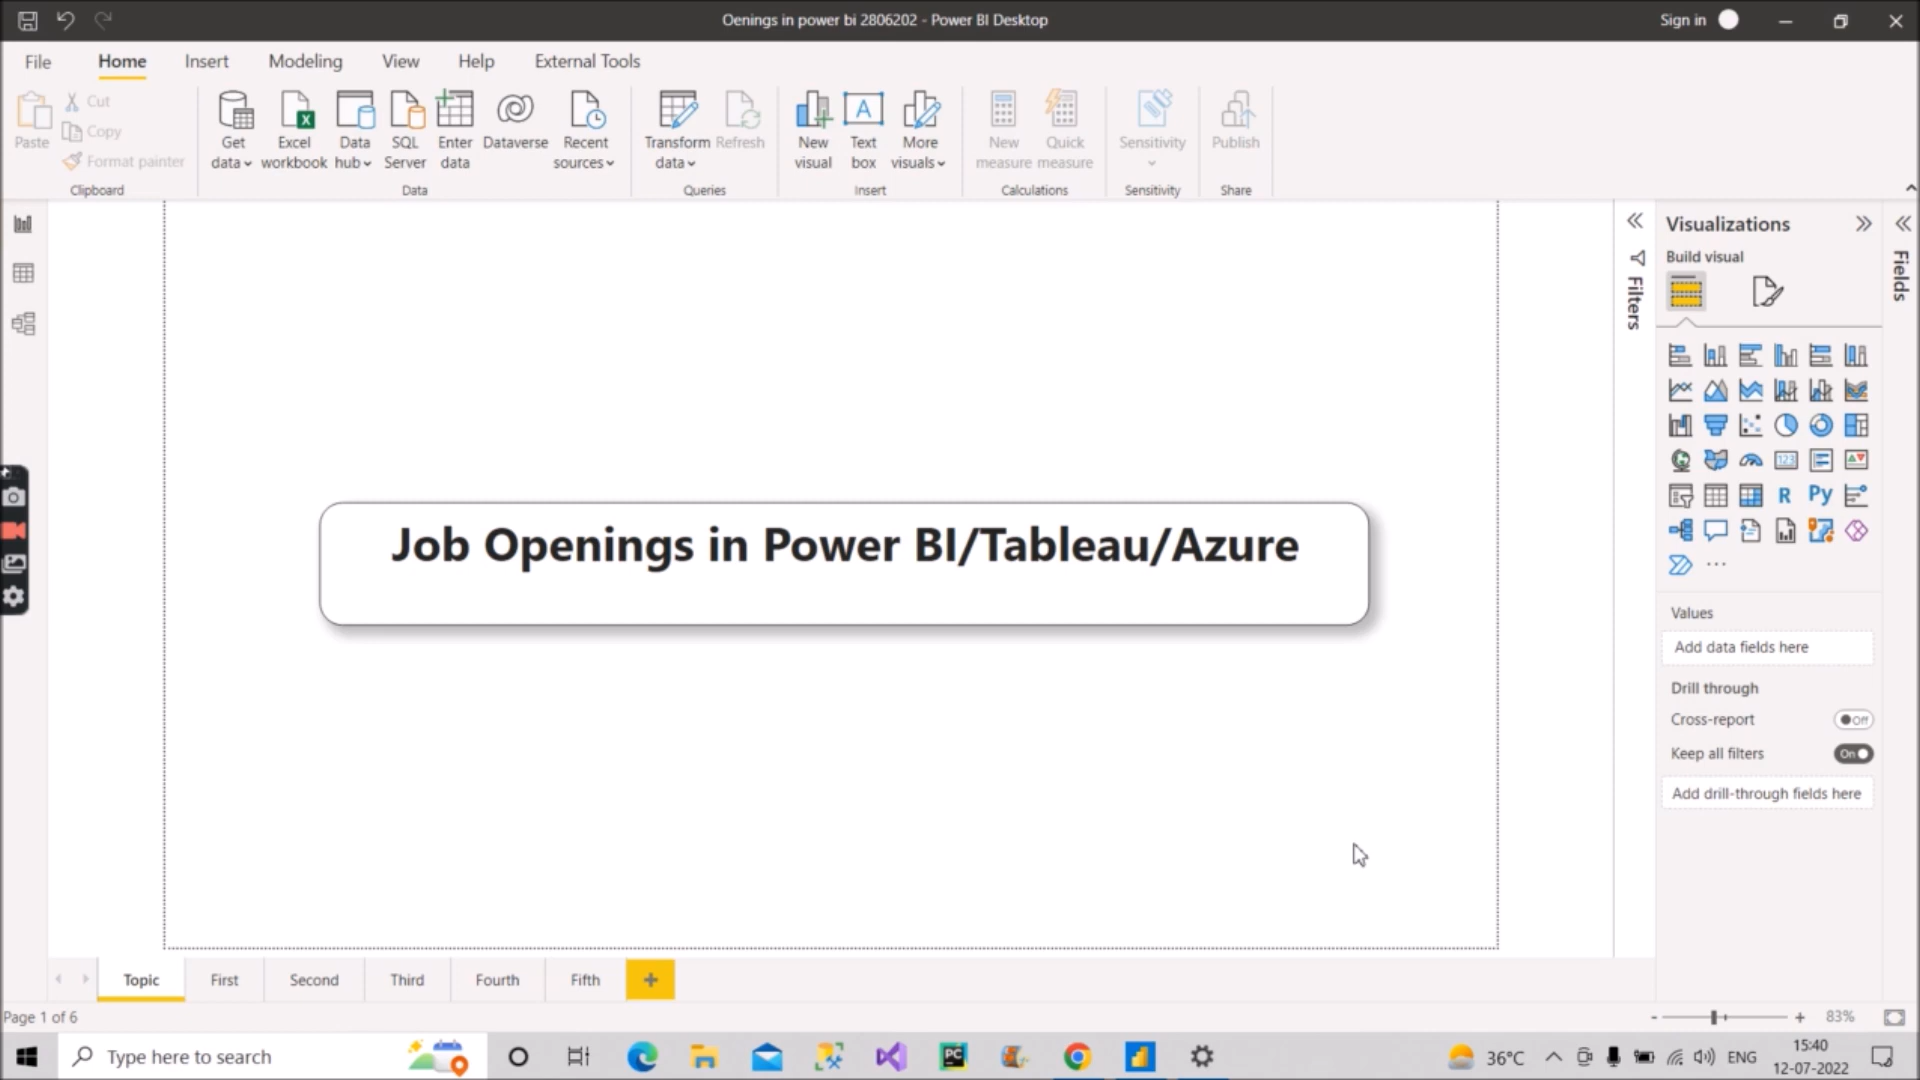 Oenings in power bi 2806202 - Power BI Desktop
Sign in
File Home Insert Modeling View Help External Tools
Paste
Cut
Copy
Format painter
Clipboard
Get data
Excel workbook
Data hub
SQL Server
Enter data
Dataverse
Recent sources
Data
Transform data
Refresh
Queries
New visual
Text box
More visuals
Insert
New measure
Quick measure
Calculations
Sensitivity
Sensitivity
Publish
Share
Job Openings in Power BI/Tableau/Azure
Filters
Visualizations
Build visual
Fields
123
R Py
Values
Add data fields here
Drill through
Cross-report Off
Keep all filters On
Add drill-through fields here
Topic First Second Third Fourth Fifth
Page 1 of 6
83%
Type here to search
PC
36°C
ENG
15:40
12-07-2022